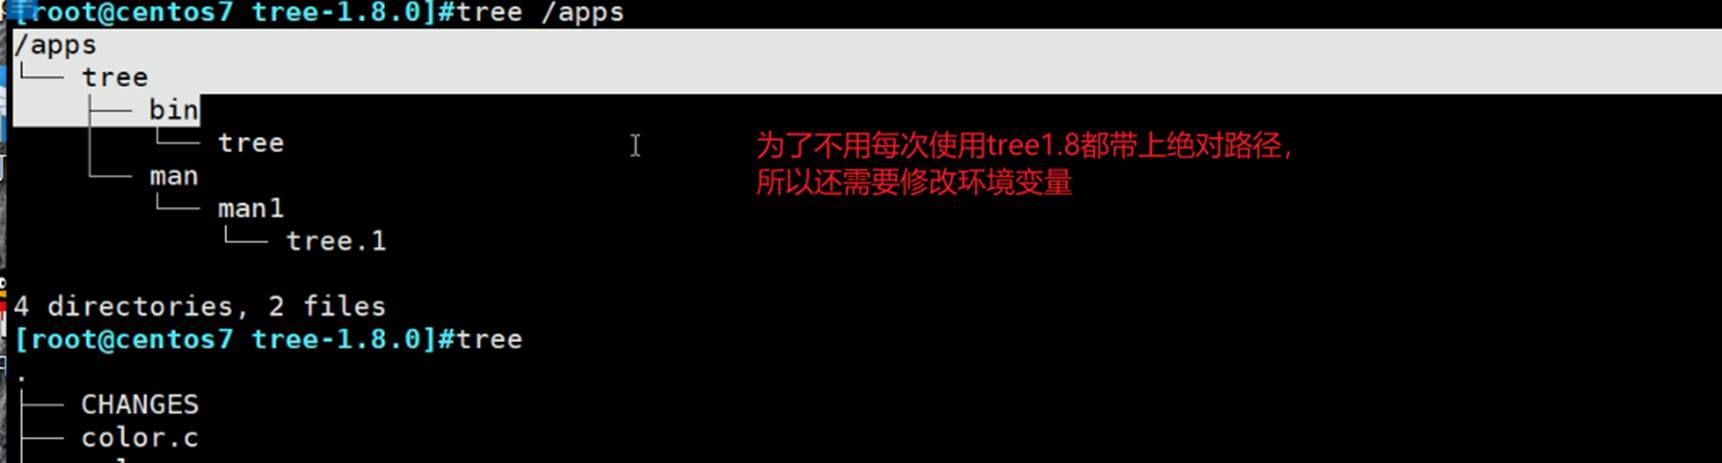 [root@centos7 tree-1.8.0]#tree /apps
/apps
└── tree
    ├── bin
    │   └── tree
    └── man
        └── man1
            └── tree.1
为了不用每次使用tree1.8都带上绝对路径，
所以还需要修改环境变量
4 directories, 2 files
[root@centos7 tree-1.8.0]#tree
.
├── CHANGES
├── color.c